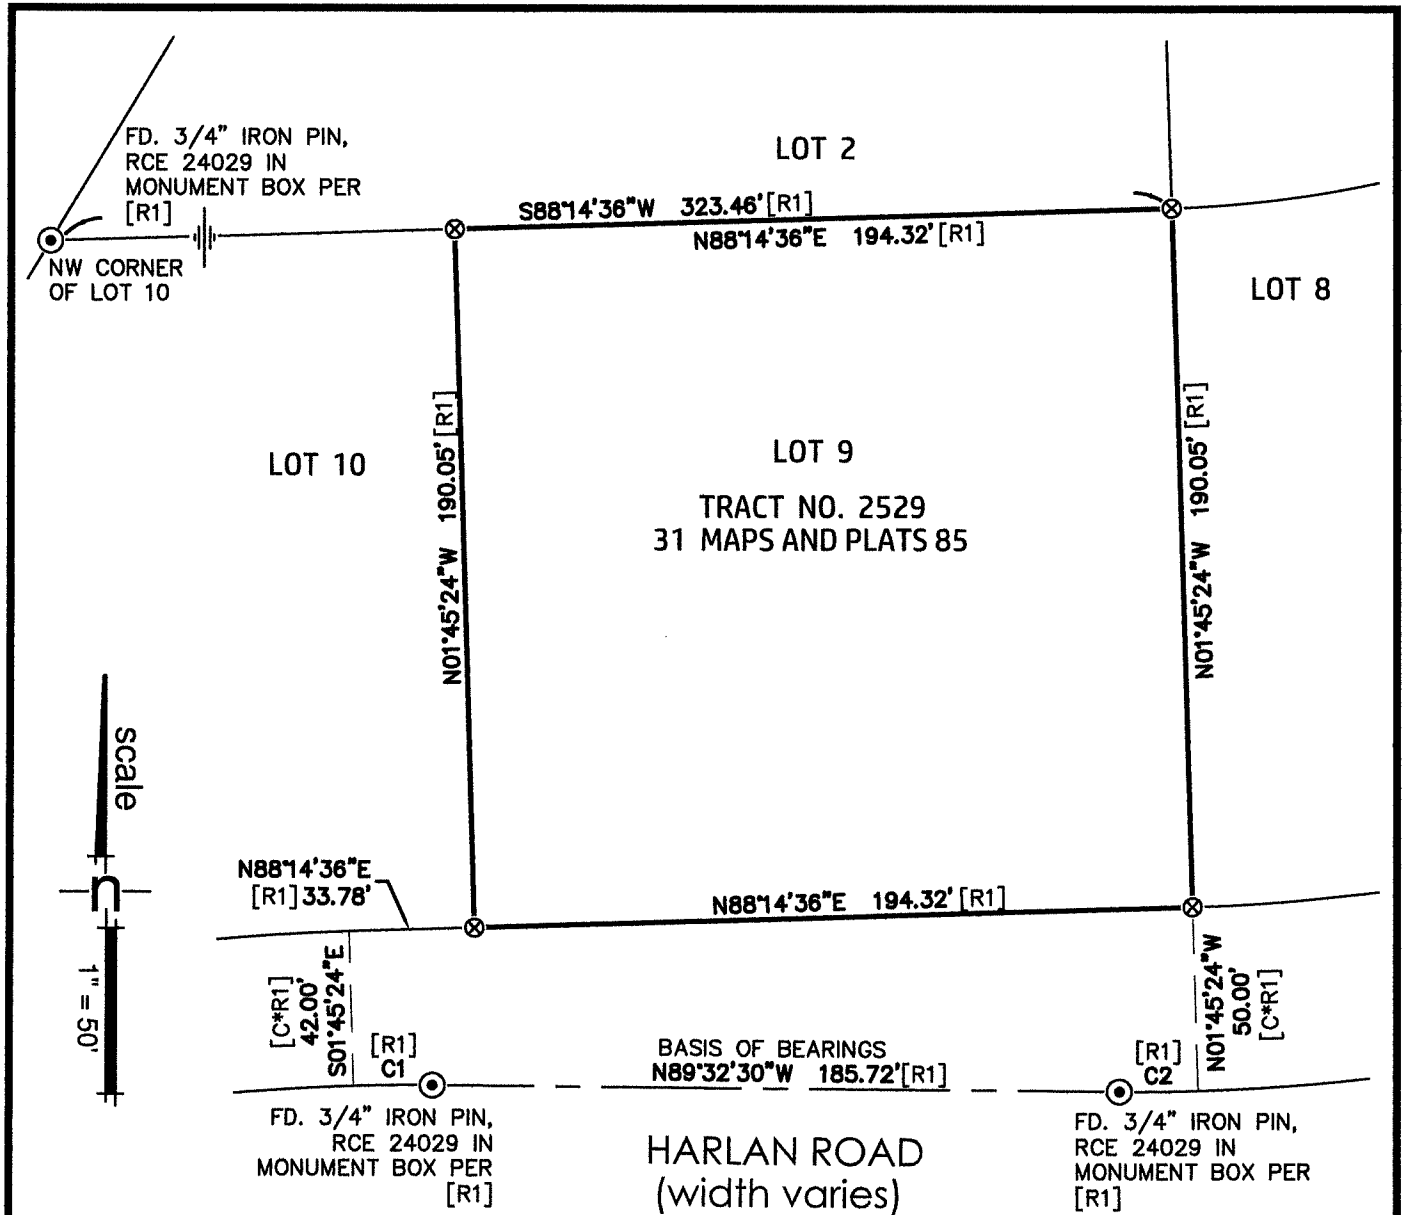 FD. 3/4" IRON PIN,
RCE 24029 IN
MONUMENT BOX PER
[R1]
NW CORNER
OF LOT 10
LOT 2
S88°14'36"W 323.46'[R1]
N88°14'36"E 194.32'[R1]
LOT 8
N01°45'24"W 190.05'[R1]
LOT 10
LOT 9
TRACT NO. 2529
31 MAPS AND PLATS 85
N01°45'24"W 190.05'[R1]
scale
n
1" = 50'
N88°14'36"E
[R1]33.78'
N88°14'36"E 194.32'[R1]
[C*R1]
42.00'
S01°45'24"E
[R1]
C1
BASIS OF BEARINGS
N89°32'30"W 185.72'[R1]
[R1]
C2
N01°45'24"W
50.00'
[C*R1]
FD. 3/4" IRON PIN,
RCE 24029 IN
MONUMENT BOX PER
[R1]
HARLAN ROAD
(width varies)
FD. 3/4" IRON PIN,
RCE 24029 IN
MONUMENT BOX PER
[R1]